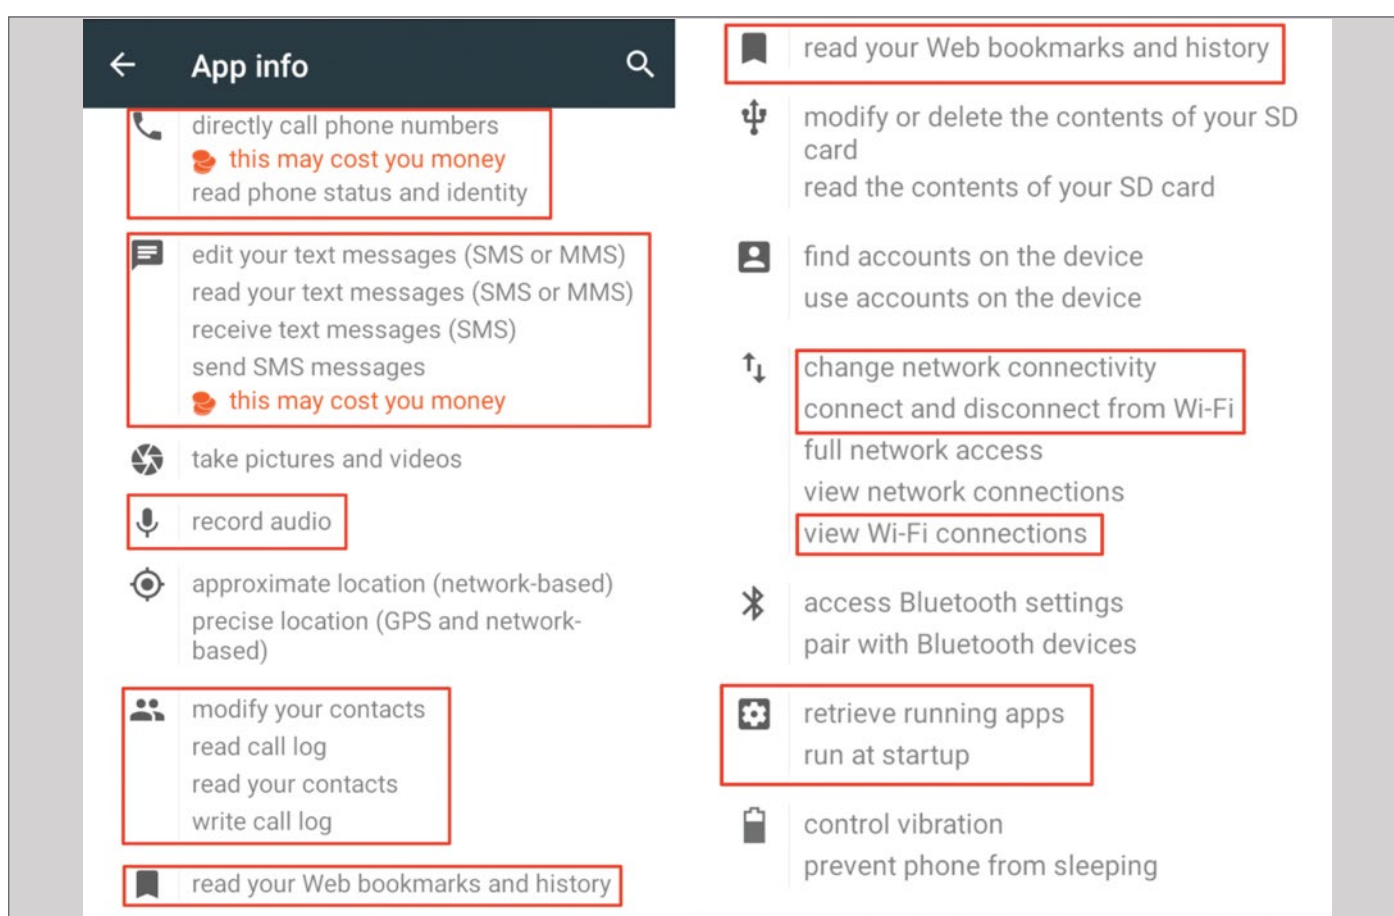 App info
directly call phone numbers
this may cost you money
read phone status and identity
edit your text messages (SMS or MMS)
read your text messages (SMS or MMS)
receive text messages (SMS)
send SMS messages
this may cost you money
take pictures and videos
record audio
approximate location (network-based)
precise location (GPS and network-
based)
modify your contacts
read call log
read your contacts
write call log
read your Web bookmarks and history
read your Web bookmarks and history
modify or delete the contents of your SD
card
read the contents of your SD card
find accounts on the device
use accounts on the device
change network connectivity
connect and disconnect from Wi-Fi
full network access
view network connections
view Wi-Fi connections
access Bluetooth settings
pair with Bluetooth devices
retrieve running apps
run at startup
control vibration
prevent phone from sleeping